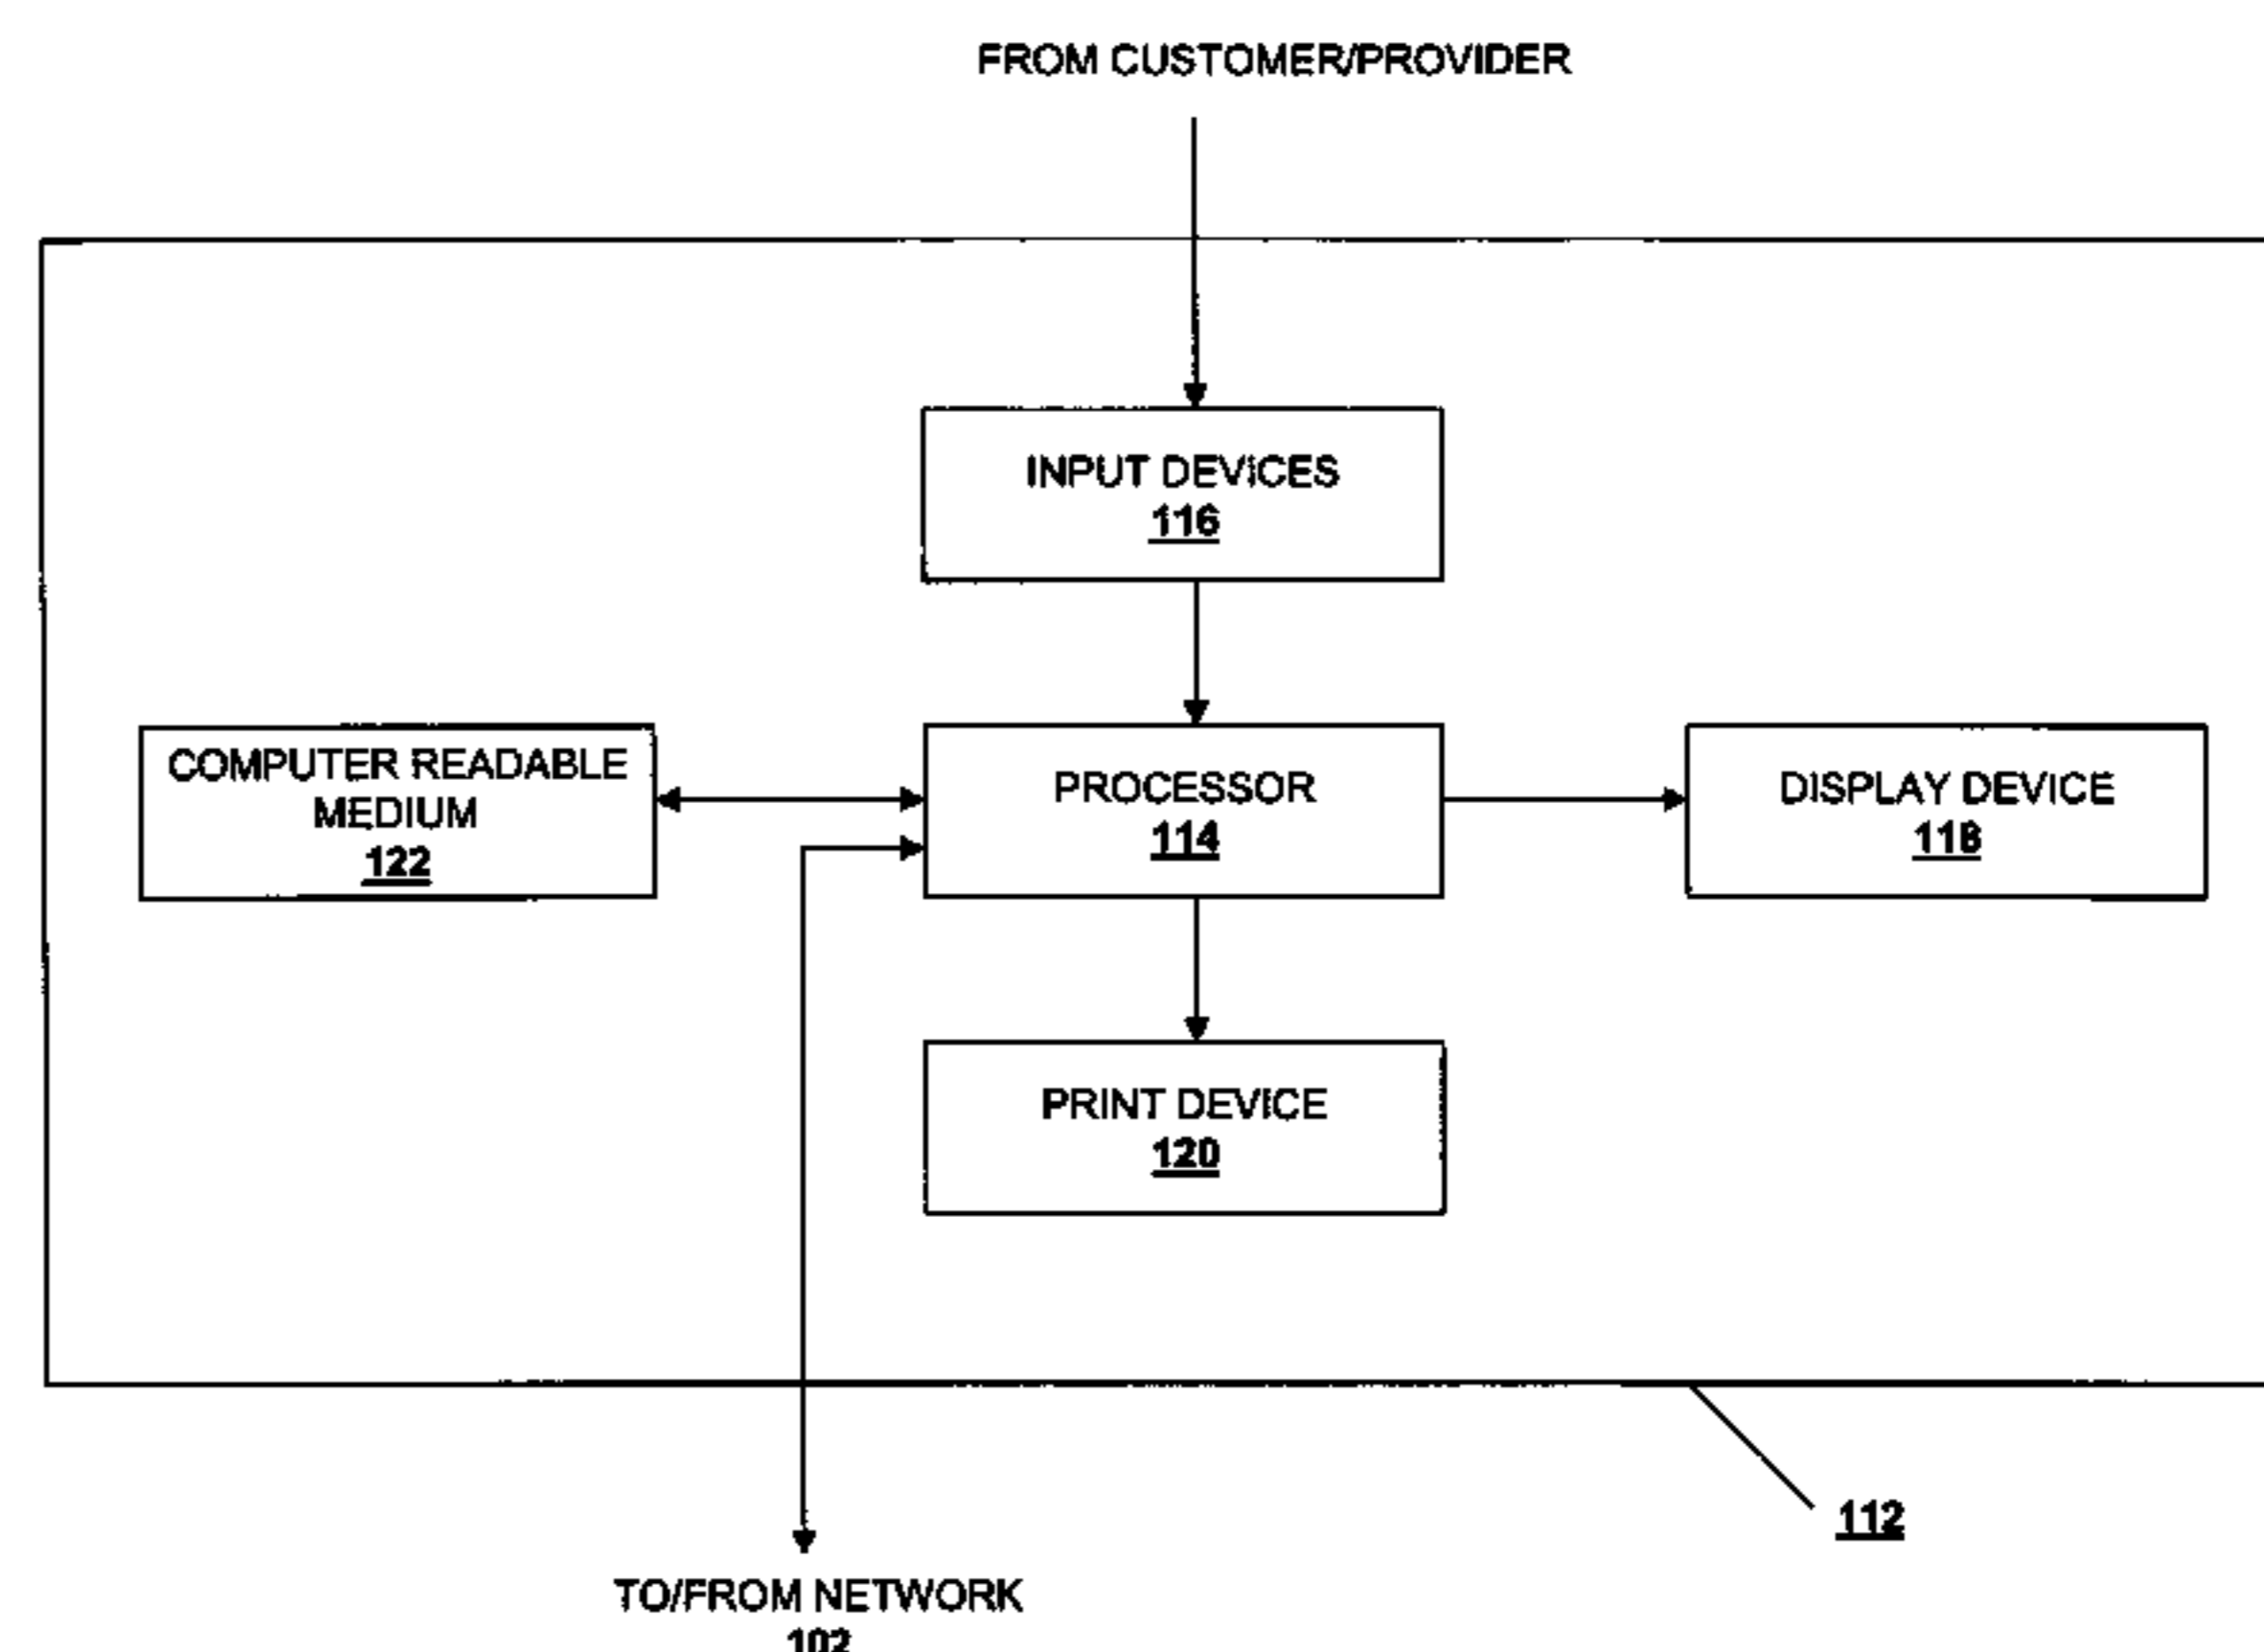 FROM CUSTOMER/PROVIDER
INPUT DEVICES
116
COMPUTER READABLE
MEDIUM
122
PROCESSOR
114
DISPLAY DEVICE
118
PRINT DEVICE
120
112
TO/FROM NETWORK
102